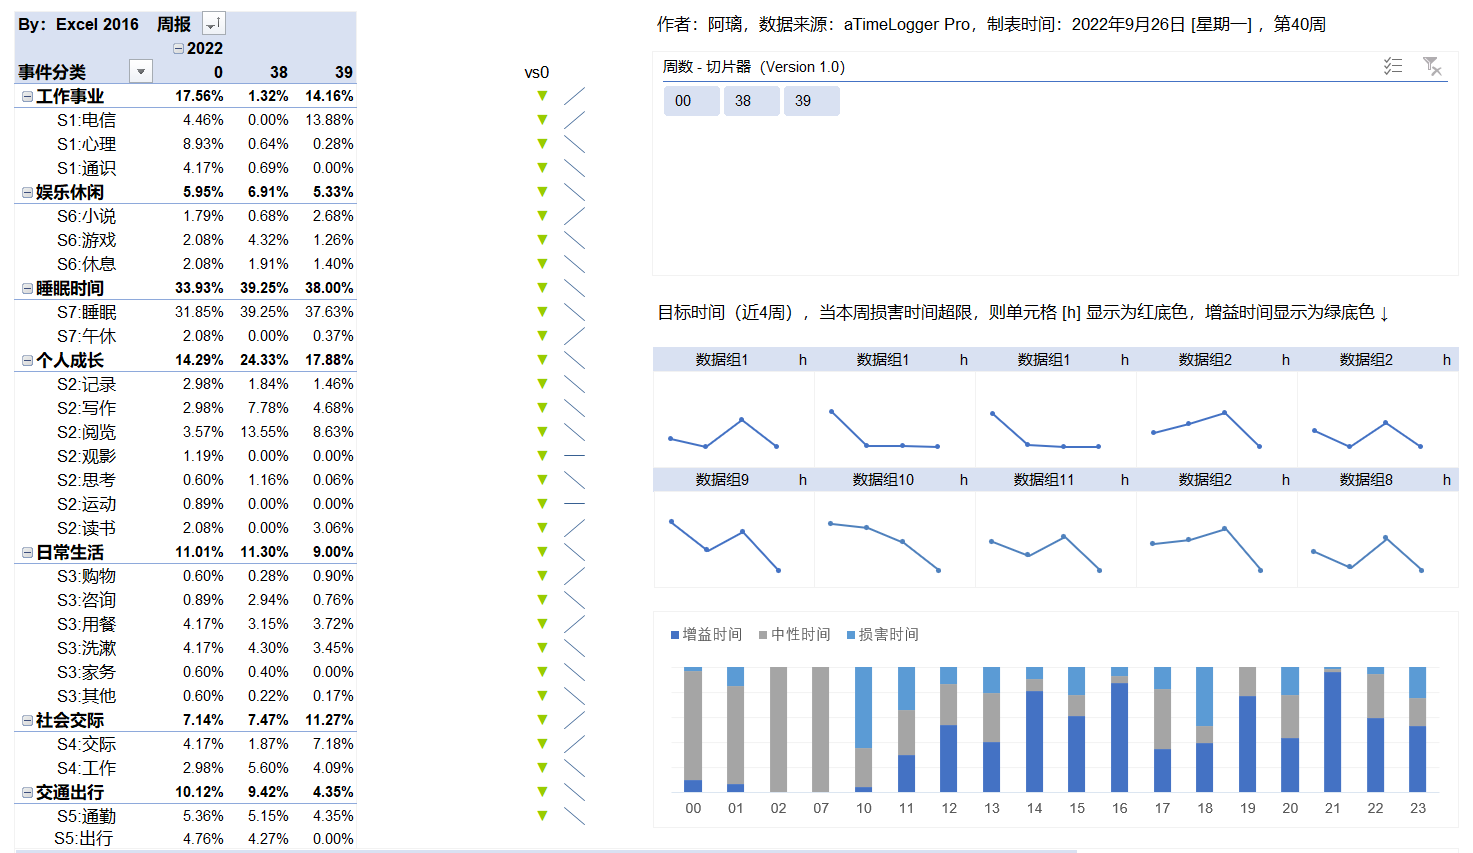 By：Excel 2016 周报
2022
事件分类 0 38 39 vs0
工作事业 17.56% 1.32% 14.16%
S1:电信 4.46% 0.00% 13.88%
S1:心理 8.93% 0.64% 0.28%
S1:通识 4.17% 0.69% 0.00%
娱乐休闲 5.95% 6.91% 5.33%
S6:小说 1.79% 0.68% 2.68%
S6:游戏 2.08% 4.32% 1.26%
S6:休息 2.08% 1.91% 1.40%
睡眠时间 33.93% 39.25% 38.00%
S7:睡眠 31.85% 39.25% 37.63%
S7:午休 2.08% 0.00% 0.37%
个人成长 14.29% 24.33% 17.88%
S2:记录 2.98% 1.84% 1.46%
S2:写作 2.98% 7.78% 4.68%
S2:阅览 3.57% 13.55% 8.63%
S2:观影 1.19% 0.00% 0.00%
S2:思考 0.60% 1.16% 0.06%
S2:运动 0.89% 0.00% 0.00%
S2:读书 2.08% 0.00% 3.06%
日常生活 11.01% 11.30% 9.00%
S3:购物 0.60% 0.28% 0.90%
S3:咨询 0.89% 2.94% 0.76%
S3:用餐 4.17% 3.15% 3.72%
S3:洗漱 4.17% 4.30% 3.45%
S3:家务 0.60% 0.40% 0.00%
S3:其他 0.60% 0.22% 0.17%
社会交际 7.14% 7.47% 11.27%
S4:交际 4.17% 1.87% 7.18%
S4:工作 2.98% 5.60% 4.09%
交通出行 10.12% 9.42% 4.35%
S5:通勤 5.36% 5.15% 4.35%
S5:出行 4.76% 4.27% 0.00%
作者：阿璃，数据来源：aTimeLogger Pro，制表时间：2022年9月26日 [星期一] ，第40周
周数 - 切片器（Version 1.0）
00 38 39
目标时间（近4周），当本周损害时间超限，则单元格 [h] 显示为红底色，增益时间显示为绿底色 ↓
数据组1 h 数据组1 h 数据组1 h 数据组2 h 数据组2 h
数据组9 h 数据组10 h 数据组11 h 数据组2 h 数据组8 h
增益时间 中性时间 损害时间
00 01 02 07 10 11 12 13 14 15 16 17 18 19 20 21 22 23